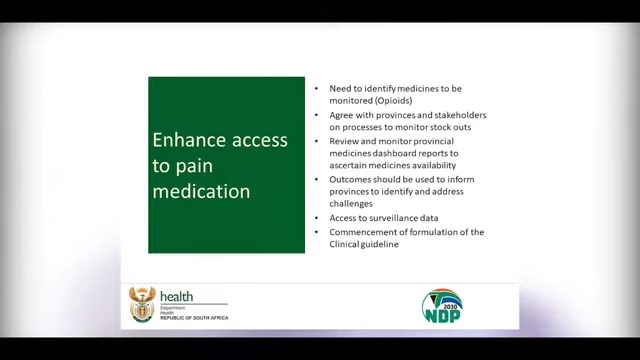 Enhance access
to pain
medication
• Need to identify medicines to be
monitored (Opioids)
• Agree with provinces and stakeholders
on processes to monitor stock outs
• Review and monitor provincial
medicines dashboard reports to
ascertain medicines availability
• Outcomes should be used to inform
provinces to identify and address
challenges
• Access to surveillance data
• Commencement of formulation of the
Clinical guideline
health
Department:
Health
REPUBLIC OF SOUTH AFRICA
2030
NDP